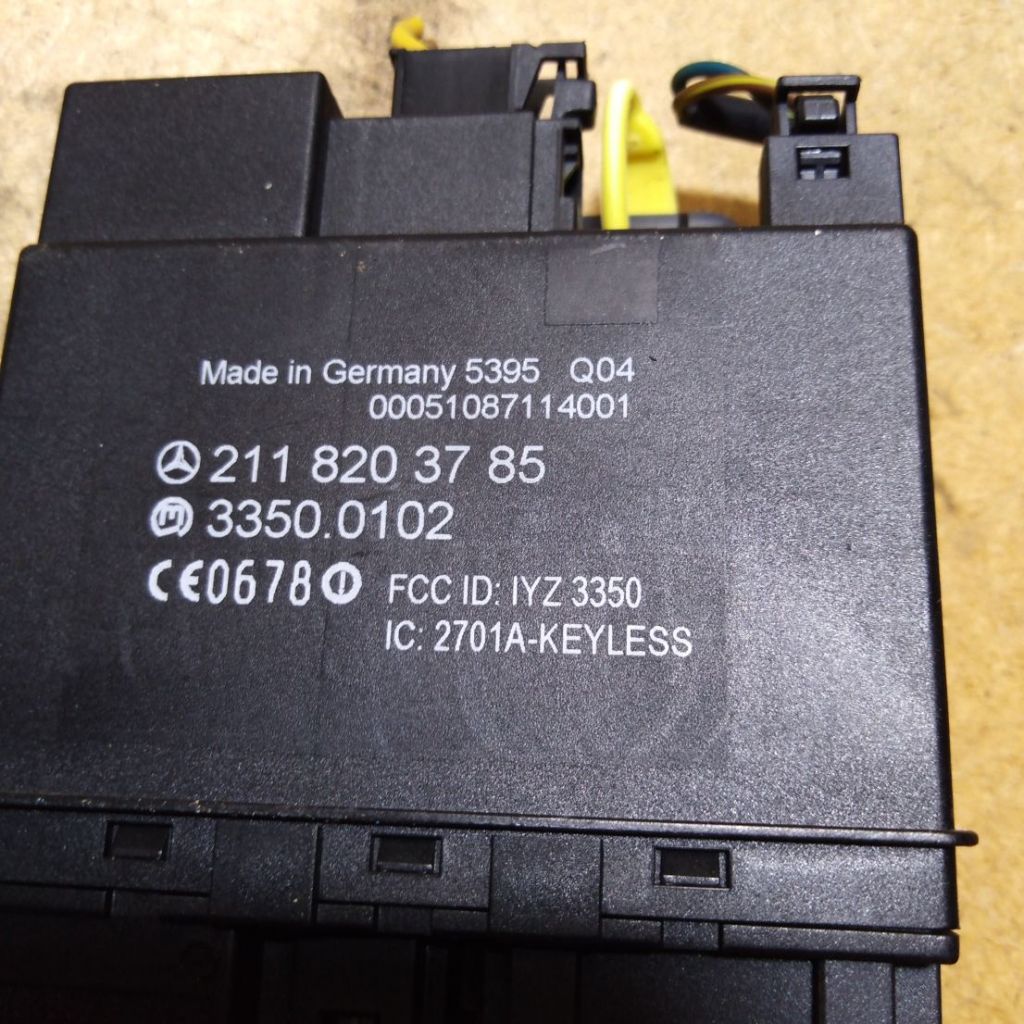 Made in Germany 5395 Q04
00051087114001
211 820 37 85
3350.0102
CE0678
FCC ID: IYZ 3350
IC: 2701A-KEYLESS